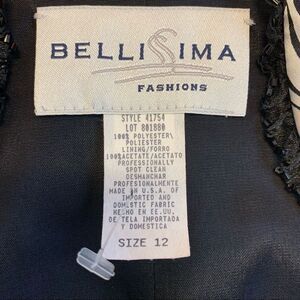 BELLISSIMA
FASHIONS
STYLE 41754
LOT 801880
100% POLYESTER\
POLIESTER
LINING/FORRO
100%ACETATE/ACETATO
PROFESSIONALLY
SPOT CLEAN
DESMANCHAR
PROFESIONALMENTE
MADE IN U.S.A. OF
IMPORTED AND
DOMESTIC FABRIC
HECHO EN EE.UU.
DE TELA IMPORTADA
Y DOMESTICA
SIZE 12